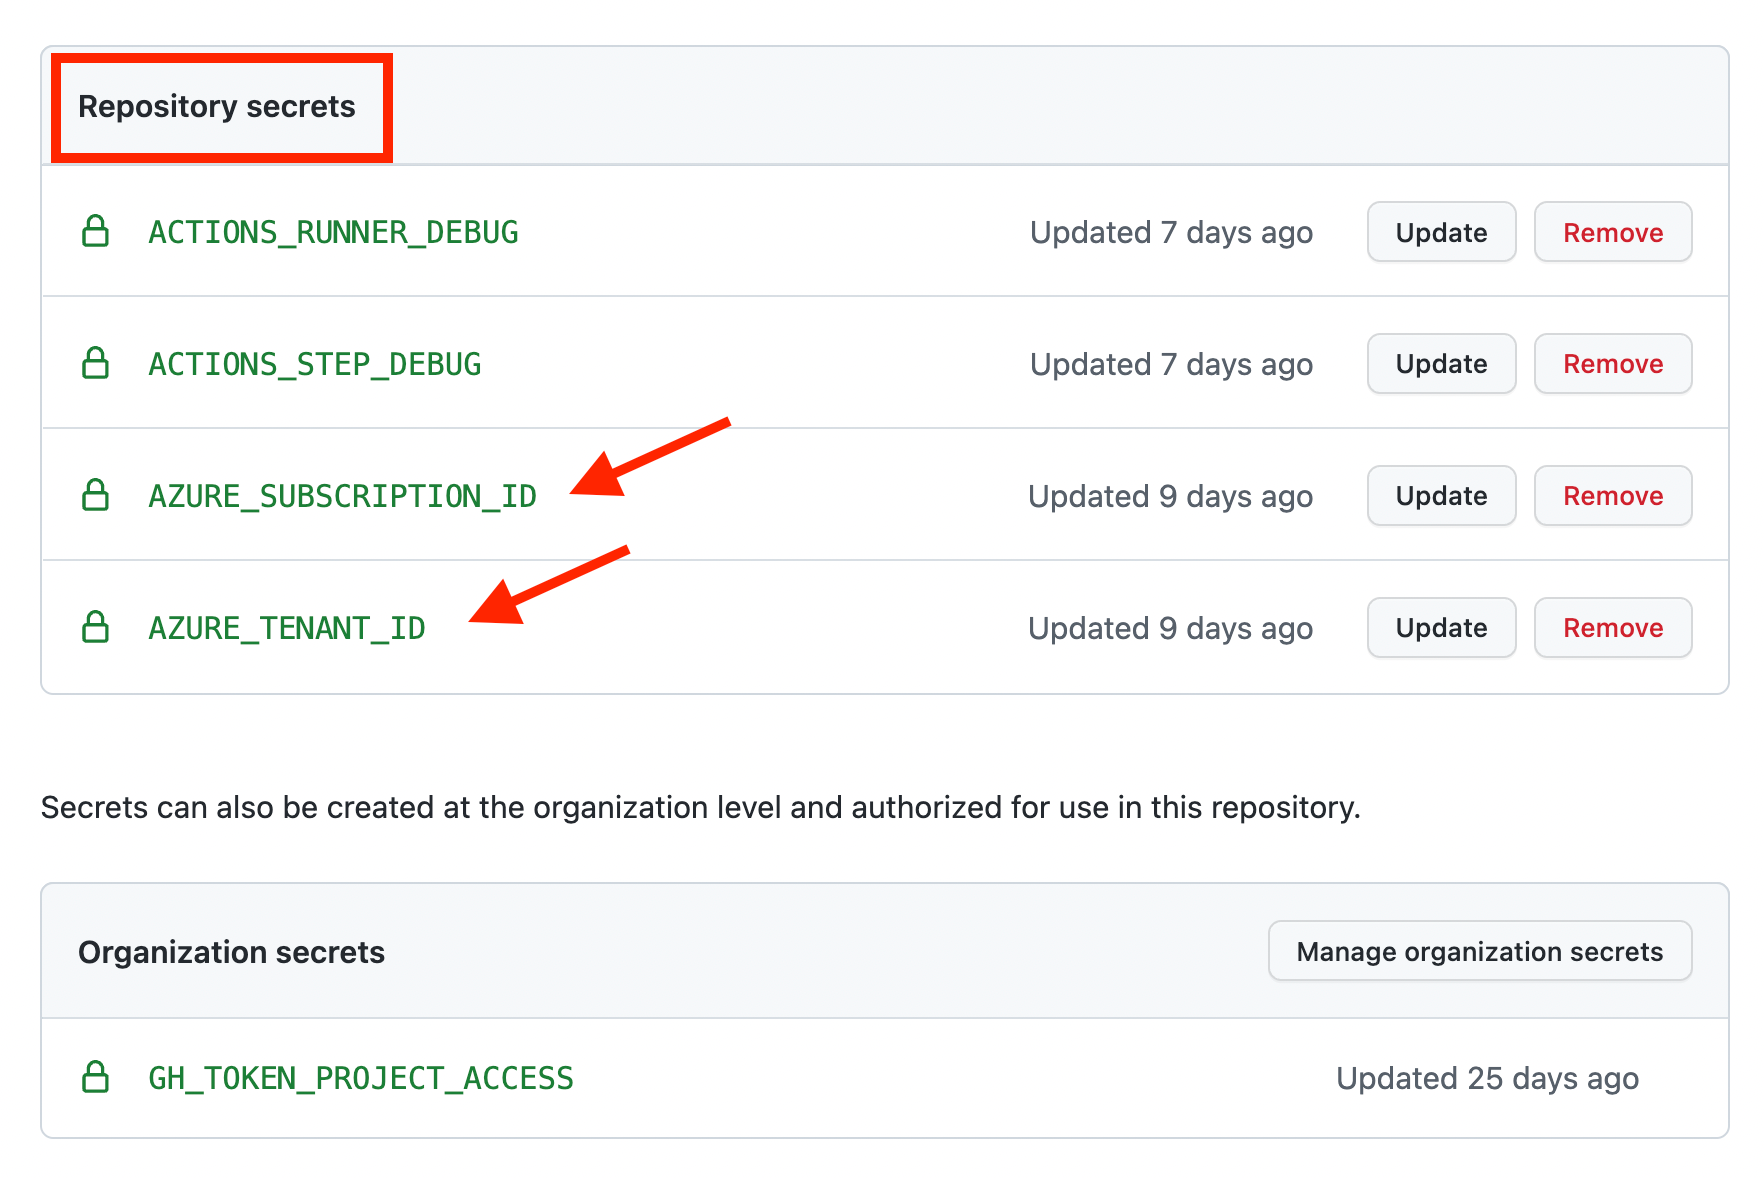 Repository secrets
ACTIONS_RUNNER_DEBUG Updated 7 days ago Update Remove
ACTIONS_STEP_DEBUG Updated 7 days ago Update Remove
AZURE_SUBSCRIPTION_ID Updated 9 days ago Update Remove
AZURE_TENANT_ID Updated 9 days ago Update Remove
Secrets can also be created at the organization level and authorized for use in this repository.
Organization secrets Manage organization secrets
GH_TOKEN_PROJECT_ACCESS Updated 25 days ago